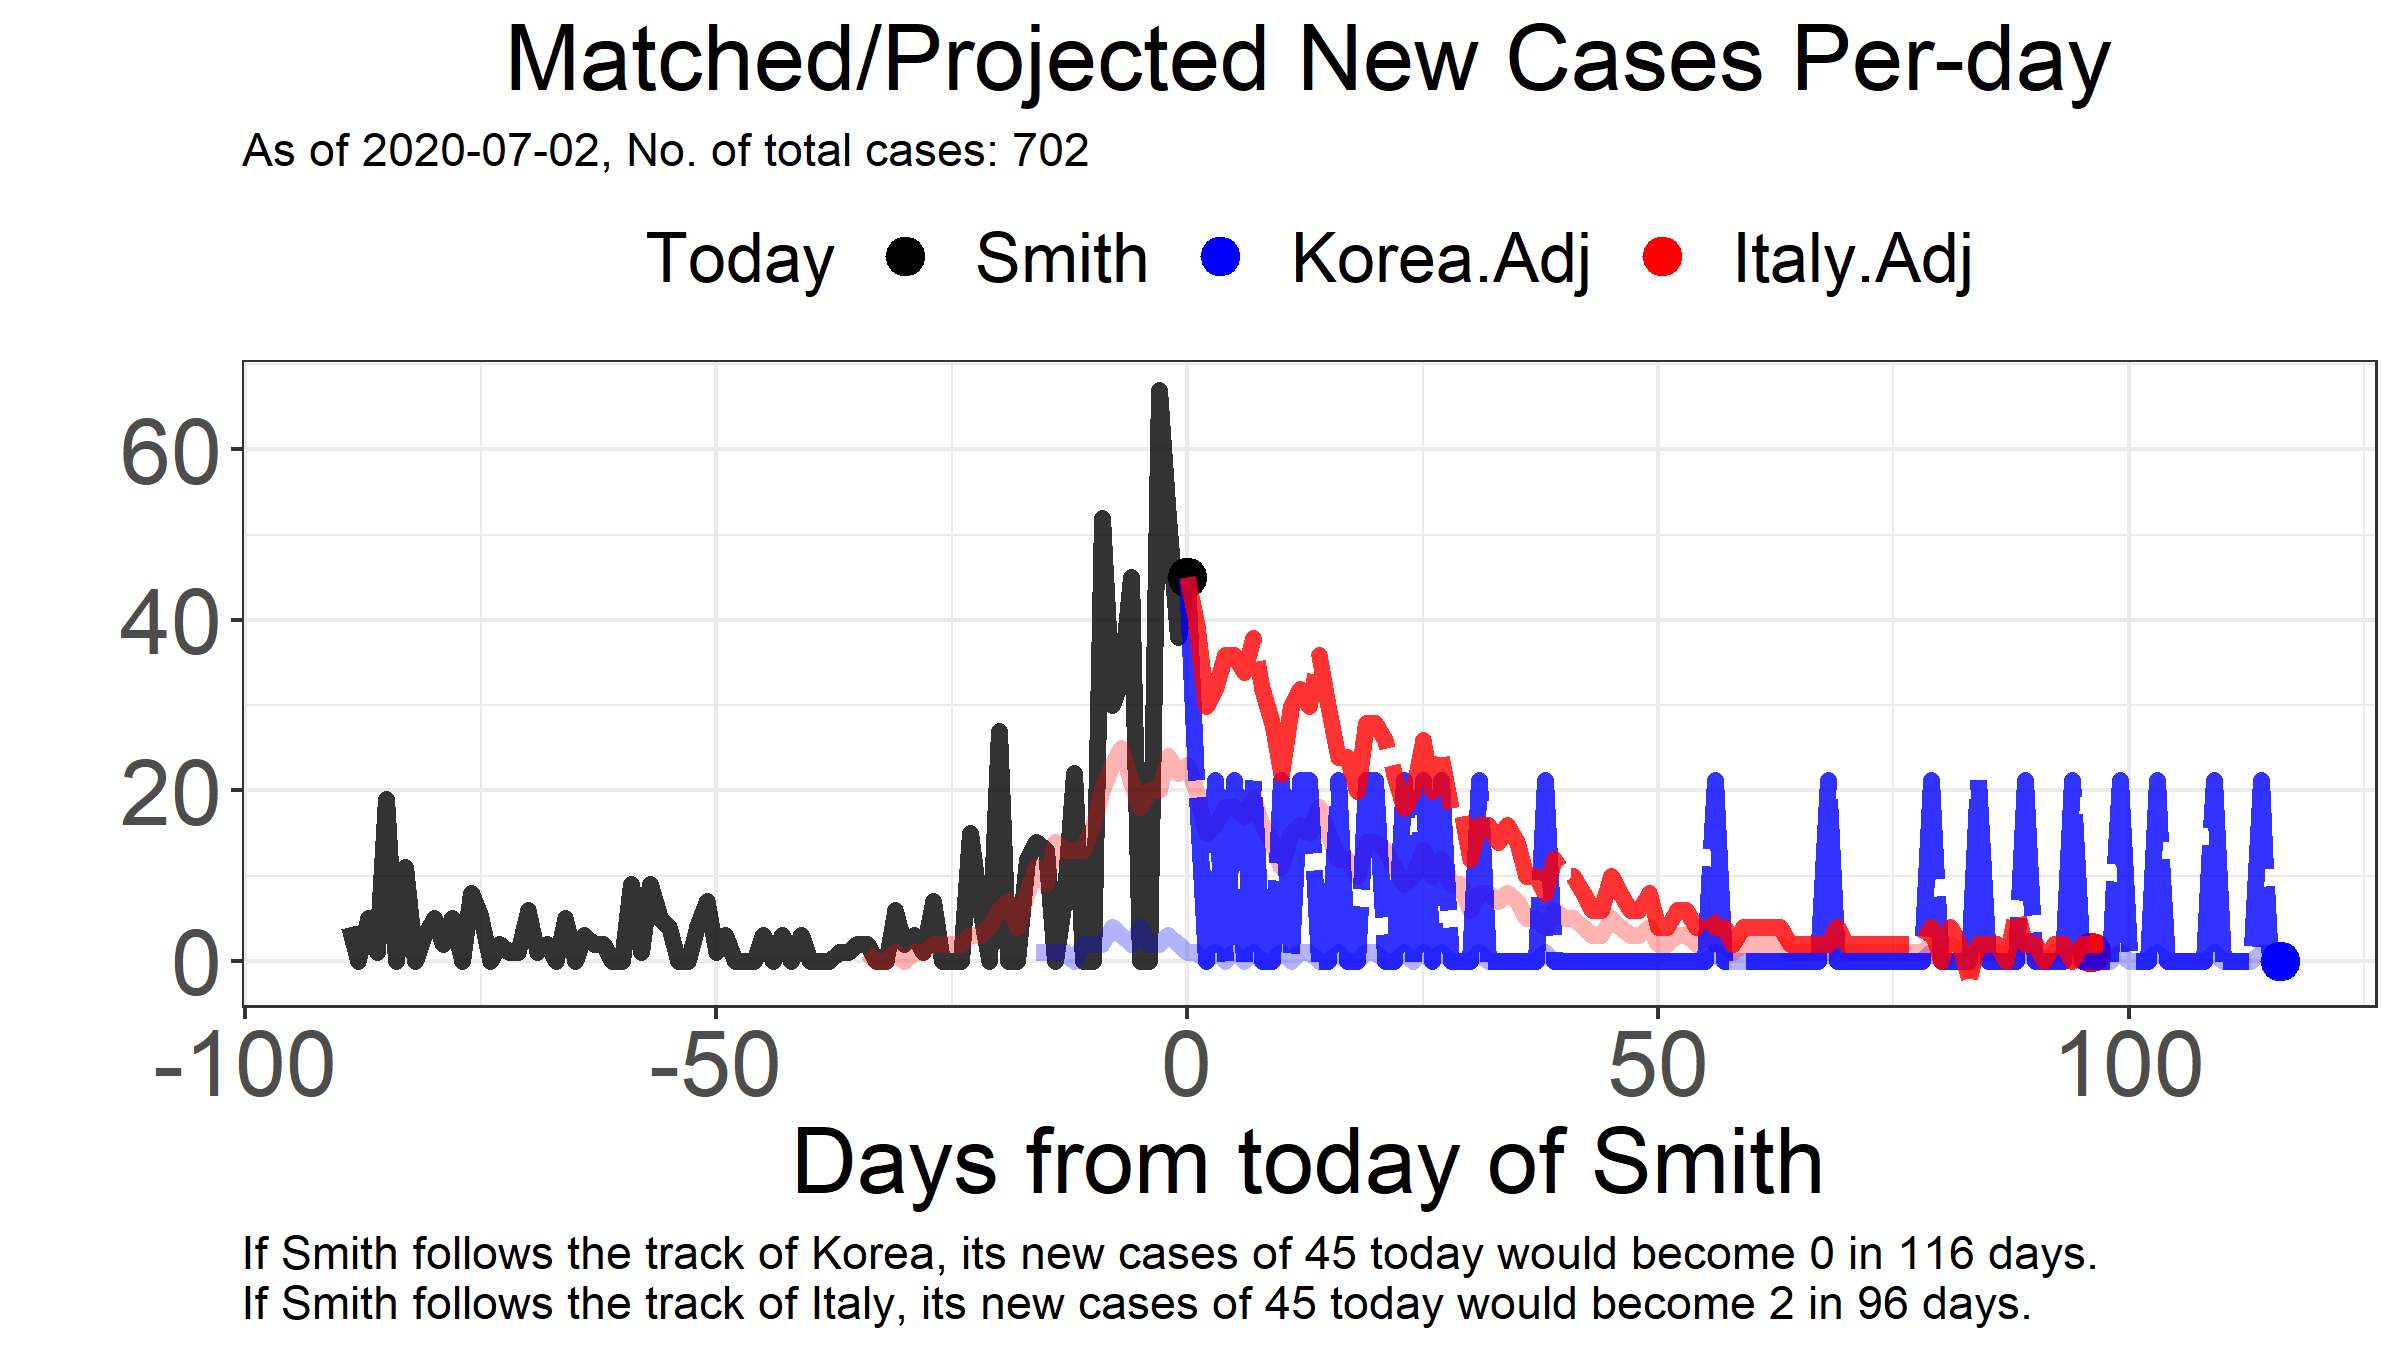 Matched/Projected New Cases Per-day
As of 2020-07-02, No. of total cases: 702
Today Smith Korea.Adj Italy.Adj
60
40
20
0
-100 -50 0 50 100
Days from today of Smith
If Smith follows the track of Korea, its new cases of 45 today would become 0 in 116 days.
If Smith follows the track of Italy, its new cases of 45 today would become 2 in 96 days.